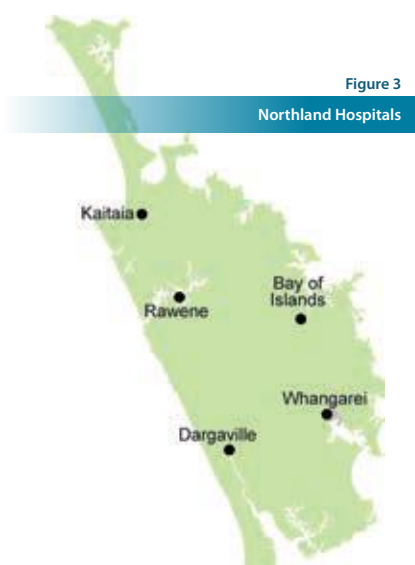 Figure 3
Northland Hospitals
Kaitaia
Rawene
Bay of
Islands
Whangarei
Dargaville